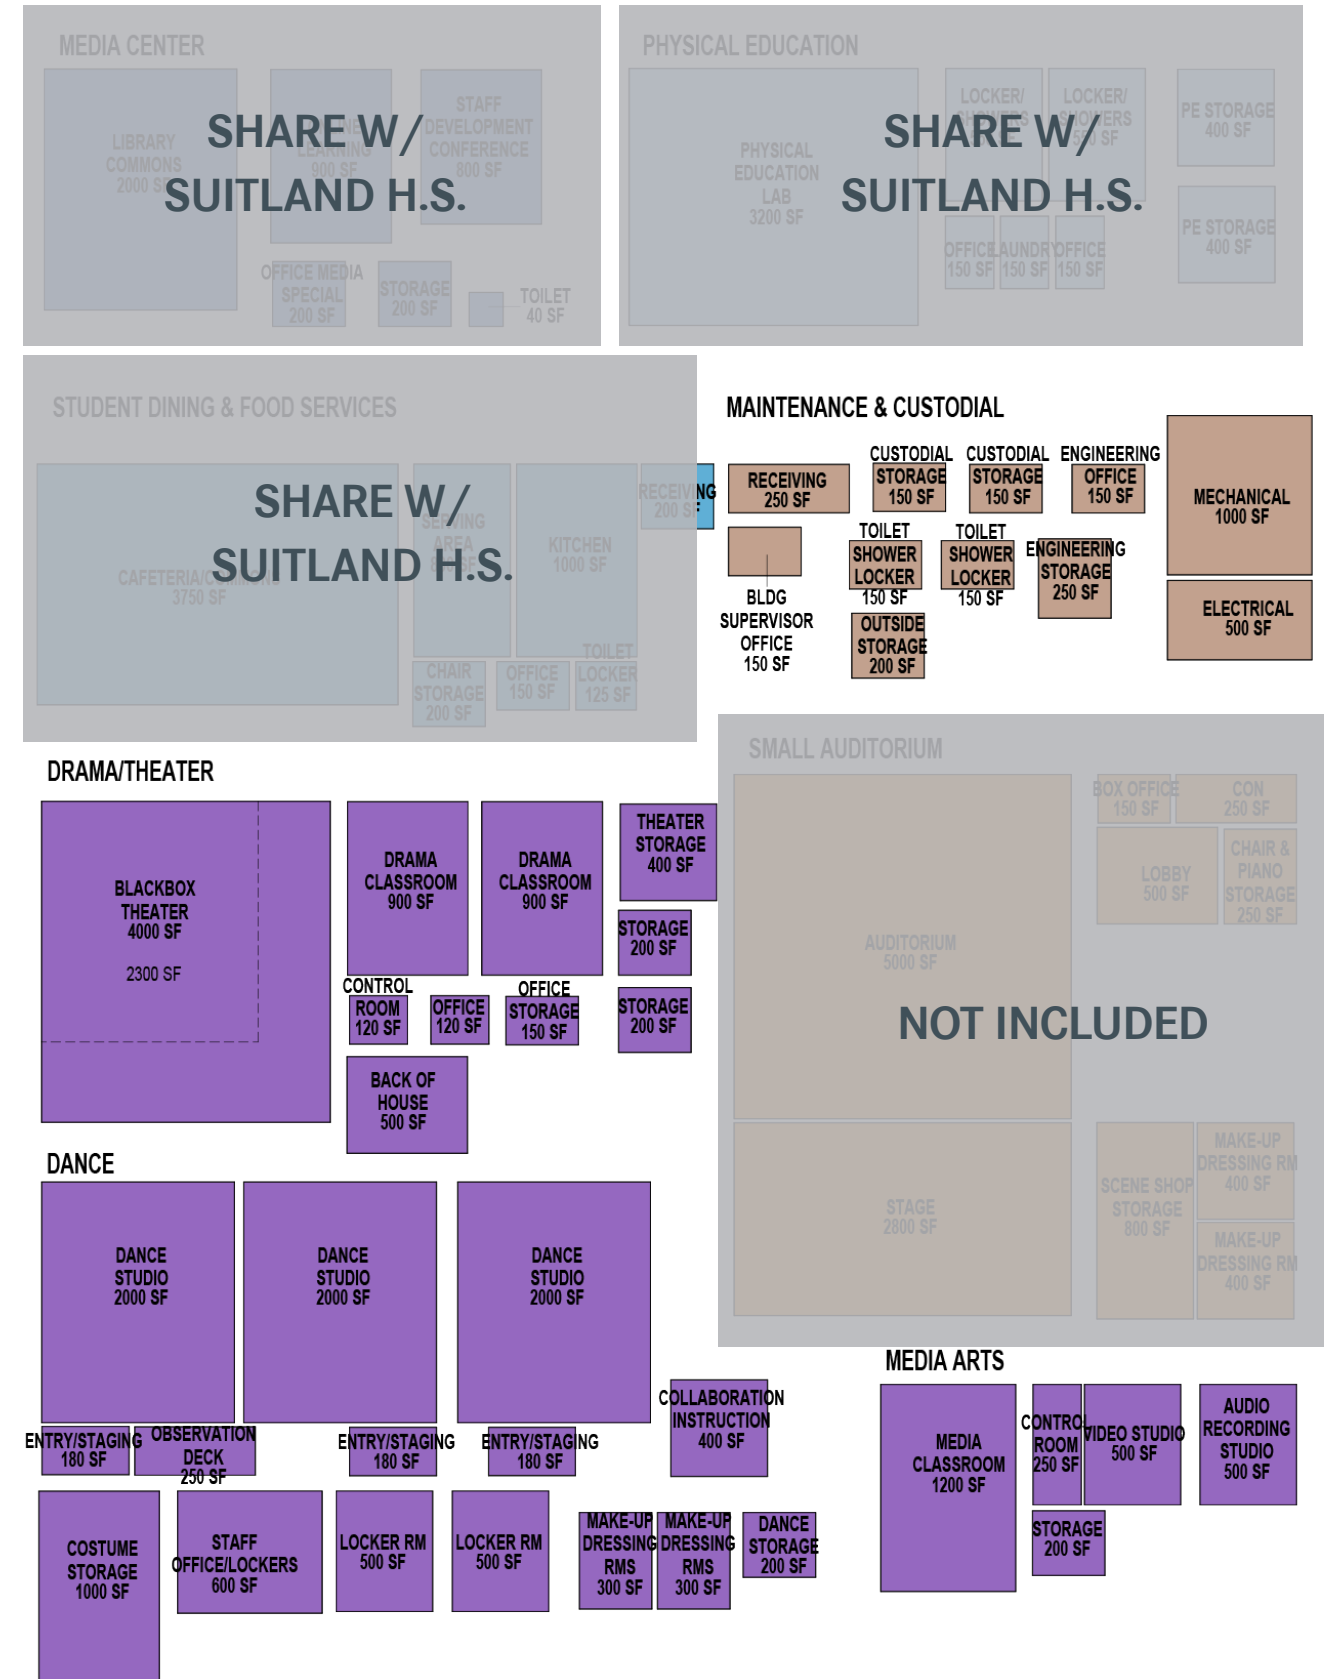 MEDIA CENTER
LIBRARY
COMMONS
2000 SF
LEARNING
900 SF
STAFF
DEVELOPMENT
CONFERENCE
800 SF
SHARE W/
SUITLAND H.S.
OFFICE MEDIA
SPECIAL
200 SF
STORAGE
200 SF
TOILET
40 SF
PHYSICAL EDUCATION
PHYSICAL
EDUCATION
LAB
3200 SF
LOCKER/
SHOWERS
LOCKER/
SHOWERS
SHARE W/
SUITLAND H.S.
PE STORAGE
400 SF
PE STORAGE
400 SF
OFFICE
150 SF
LAUNDRY
150 SF
OFFICE
150 SF
STUDENT DINING & FOOD SERVICES
SHARE W/
SUITLAND H.S.
CAFETERIA/COMMONS
3750 SF
SERVING
AREA
SF
KITCHEN
1000 SF
RECEIVING
200 SF
CHAIR
STORAGE
200 SF
OFFICE
150 SF
TOILET
LOCKER
125 SF
MAINTENANCE & CUSTODIAL
RECEIVING
250 SF
CUSTODIAL
STORAGE
150 SF
CUSTODIAL
STORAGE
150 SF
ENGINEERING
OFFICE
150 SF
MECHANICAL
1000 SF
BLDG
SUPERVISOR
OFFICE
150 SF
TOILET
SHOWER
LOCKER
150 SF
TOILET
SHOWER
LOCKER
150 SF
ENGINEERING
STORAGE
250 SF
ELECTRICAL
500 SF
OUTSIDE
STORAGE
200 SF
DRAMA/THEATER
BLACKBOX
THEATER
4000 SF
2300 SF
DRAMA
CLASSROOM
900 SF
DRAMA
CLASSROOM
900 SF
THEATER
STORAGE
400 SF
STORAGE
200 SF
CONTROL
ROOM
120 SF
OFFICE
120 SF
OFFICE
STORAGE
150 SF
STORAGE
200 SF
BACK OF
HOUSE
500 SF
SMALL AUDITORIUM
AUDITORIUM
5000 SF
BOX OFFICE
150 SF
CON
250 SF
LOBBY
500 SF
CHAIR &
PIANO
STORAGE
250 SF
NOT INCLUDED
STAGE
2800 SF
SCENE SHOP
STORAGE
800 SF
MAKE-UP
DRESSING RM
400 SF
MAKE-UP
DRESSING RM
400 SF
DANCE
DANCE
STUDIO
2000 SF
DANCE
STUDIO
2000 SF
DANCE
STUDIO
2000 SF
ENTRY/STAGING
180 SF
OBSERVATION
DECK
250 SF
ENTRY/STAGING
180 SF
ENTRY/STAGING
180 SF
COLLABORATION
INSTRUCTION
400 SF
COSTUME
STORAGE
1000 SF
STAFF
OFFICE/LOCKERS
600 SF
LOCKER RM
500 SF
LOCKER RM
500 SF
MAKE-UP
DRESSING
RMS
300 SF
MAKE-UP
DRESSING
RMS
300 SF
DANCE
STORAGE
200 SF
MEDIA ARTS
MEDIA
CLASSROOM
1200 SF
CONTROL
ROOM
250 SF
VIDEO STUDIO
500 SF
AUDIO
RECORDING
STUDIO
500 SF
STORAGE
200 SF